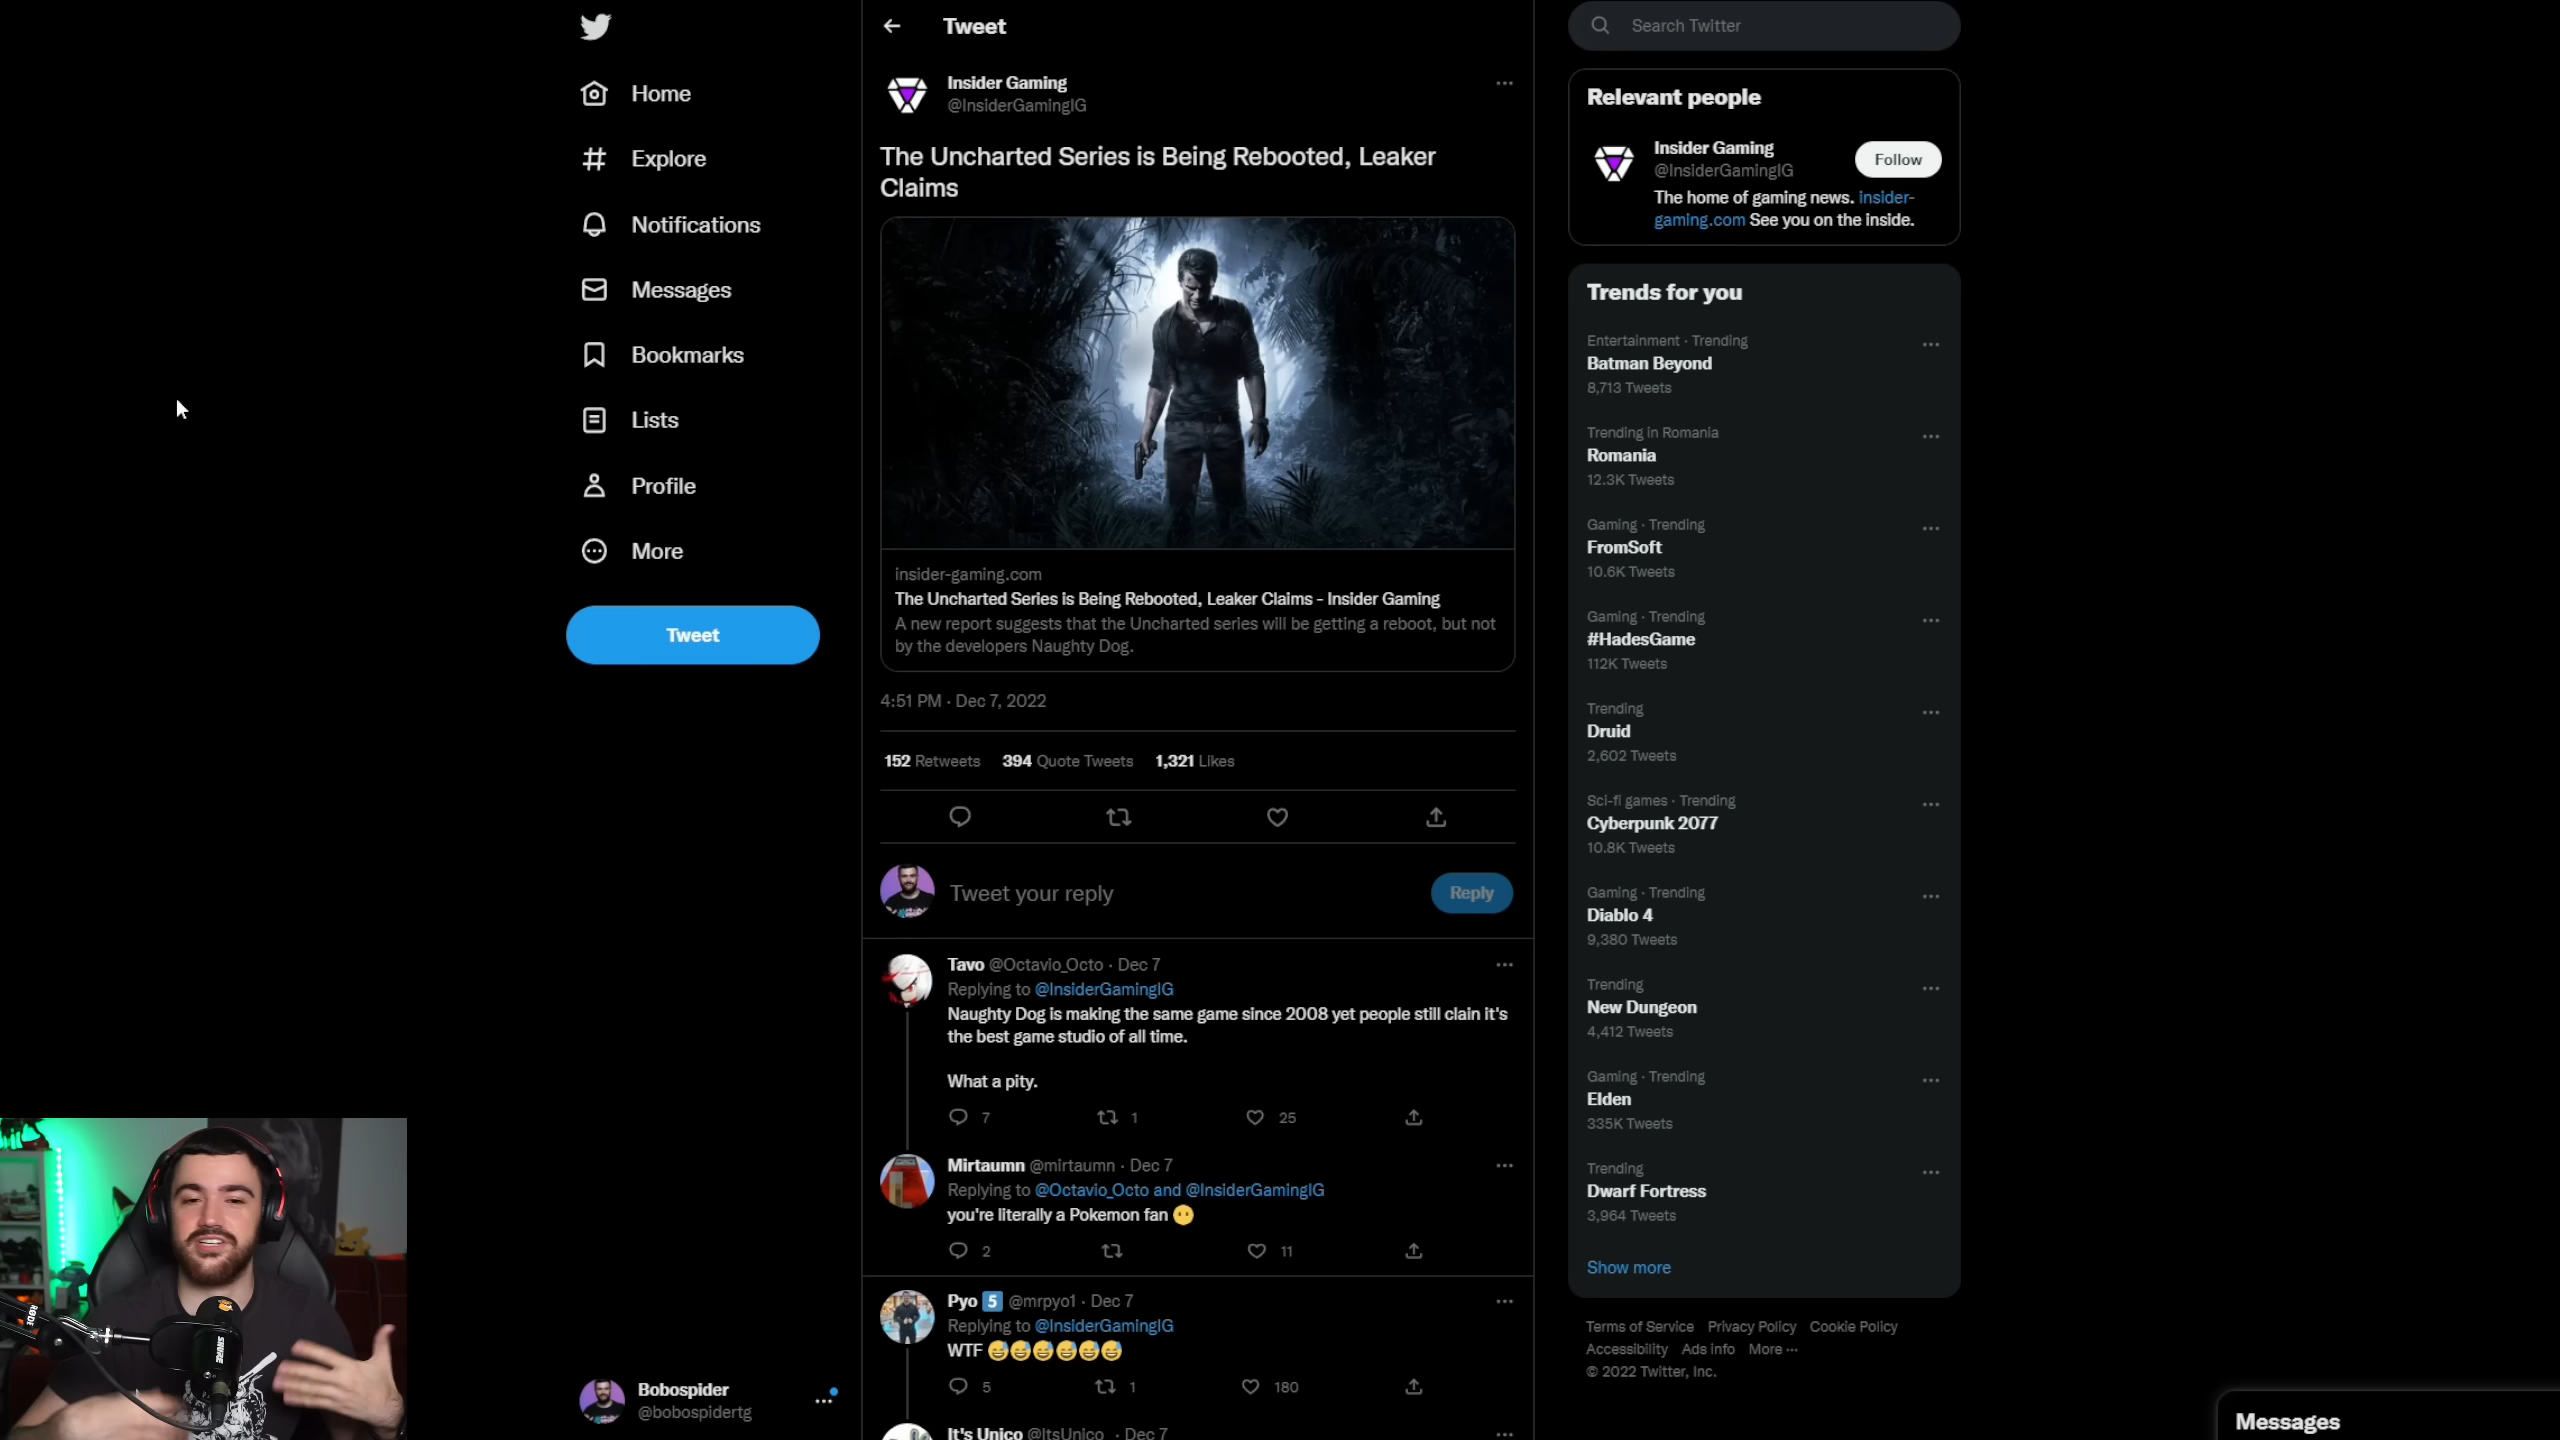 Home
Explore
Notifications
Messages
Bookmarks
Lists
Profile
More
Tweet
Bobospider
@bobospidertg
Tweet
Insider Gaming
@InsiderGamingIG
The Uncharted Series is Being Rebooted, Leaker
Claims
insider-gaming.com
The Uncharted Series is Being Rebooted, Leaker Claims - Insider Gaming
A new report suggests that the Uncharted series will be getting a reboot, but not
by the developers Naughty Dog.
4:51 PM · Dec 7, 2022
152 Retweets 394 Quote Tweets 1,321 Likes
Tweet your reply
Reply
Tavo @Octavio_Octo · Dec 7
Replying to @InsiderGamingIG
Naughty Dog is making the same game since 2008 yet people still clain it's
the best game studio of all time.
What a pity.
7 1 25
Mirtaumn @mirtaumn · Dec 7
Replying to @Octavio_Octo and @InsiderGamingIG
you're literally a Pokemon fan 😶
2 11
Pyo 5️⃣ @mrpyo1 · Dec 7
Replying to @InsiderGamingIG
WTF 😅😅😅😅😅😅
5 1 180
It's Unico @ItsUnico_ · Dec 7
Search Twitter
Relevant people
Insider Gaming
@InsiderGamingIG
Follow
The home of gaming news. insider-
gaming.com See you on the inside.
Trends for you
Entertainment · Trending
Batman Beyond
8,713 Tweets
Trending in Romania
Romania
12.3K Tweets
Gaming · Trending
FromSoft
10.6K Tweets
Gaming · Trending
#HadesGame
112K Tweets
Trending
Druid
2,602 Tweets
Sci-fi games · Trending
Cyberpunk 2077
10.8K Tweets
Gaming · Trending
Diablo 4
9,380 Tweets
Trending
New Dungeon
4,412 Tweets
Gaming · Trending
Elden
335K Tweets
Trending
Dwarf Fortress
3,964 Tweets
Show more
Terms of Service Privacy Policy Cookie Policy
Accessibility Ads info More ···
© 2022 Twitter, Inc.
Messages
RØDE
SHURE